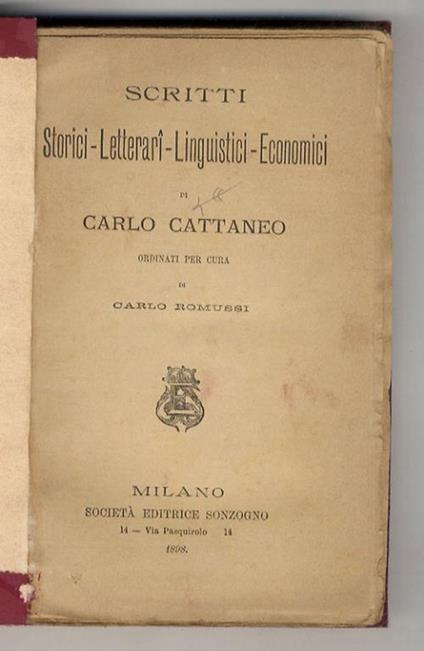 SCRITTI
Storici - Letterarî - Linguistici - Economici
DI
CARLO CATTANEO
ORDINATI PER CURA
DI
CARLO ROMUSSI
MILANO
SOCIETÀ EDITRICE SONZOGNO
14 — Via Pasquirolo 14
1898.